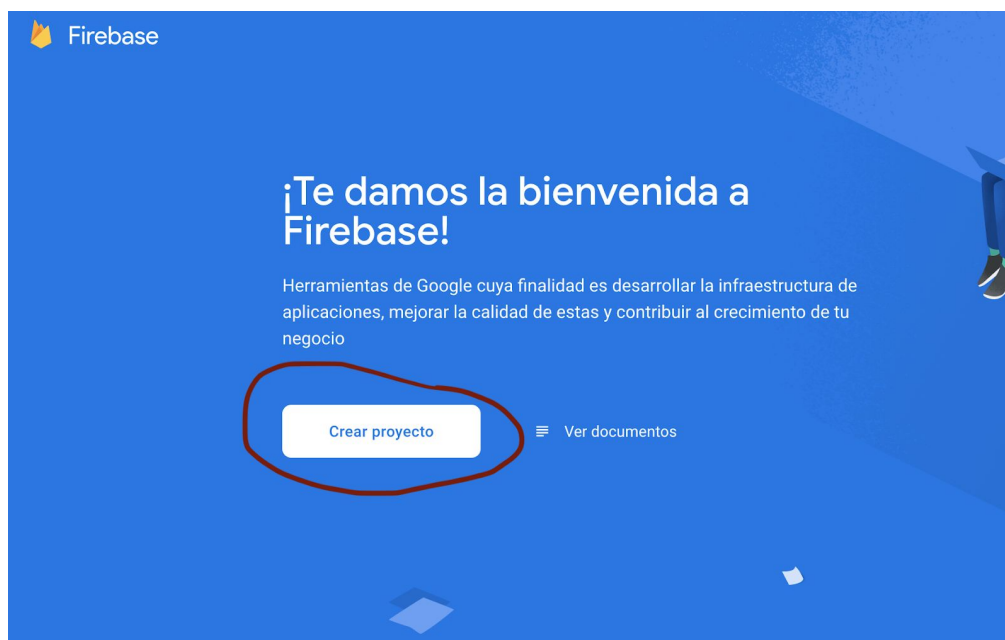 Firebase
¡Te damos la bienvenida a
Firebase!
Herramientas de Google cuya finalidad es desarrollar la infraestructura de
aplicaciones, mejorar la calidad de estas y contribuir al crecimiento de tu
negocio
Crear proyecto
Ver documentos